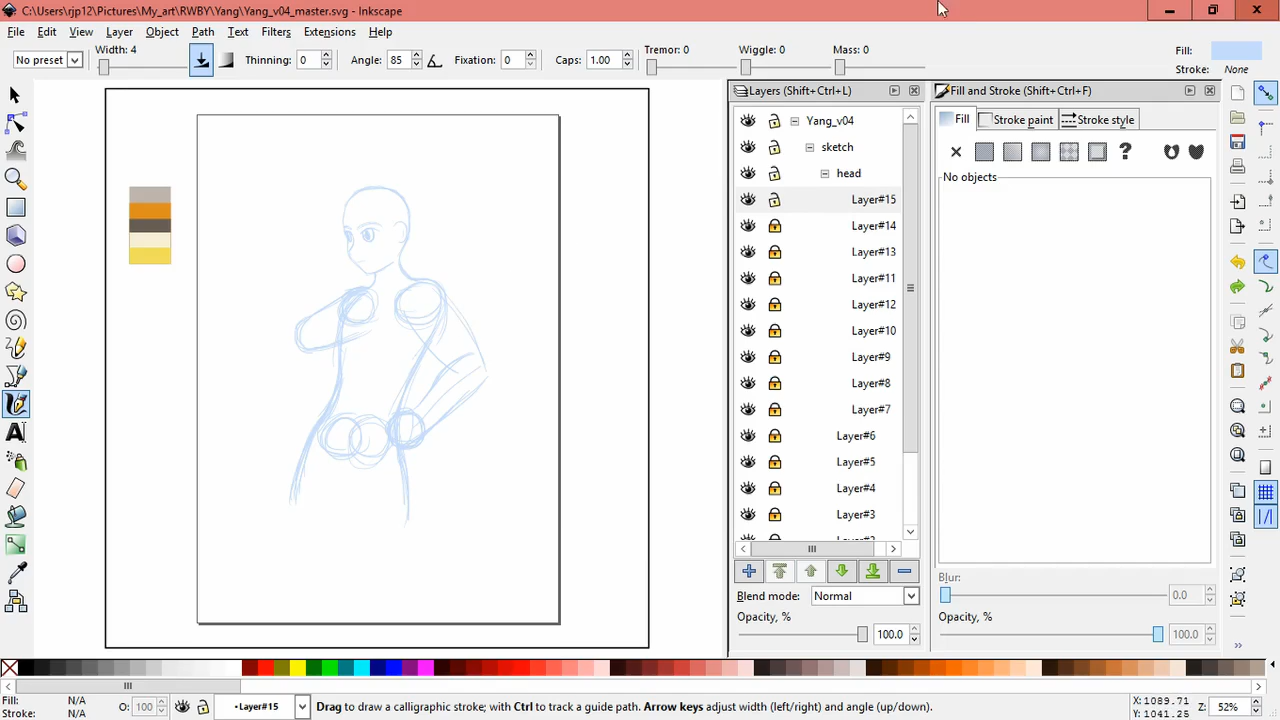 C:\Users\rjp12\Pictures\My_art\RWBY\Yang\Yang_v04_master.svg - Inkscape
File Edit View Layer Object Path Text Filters Extensions Help
No preset Width: 4 Thinning: 0 Angle: 85 Fixation: 0 Caps: 1.00 Tremor: 0 Wiggle: 0 Mass: 0 Fill:
Stroke: None
Layers (Shift+Ctrl+L)
Yang_v04
sketch
head
Layer#15
Layer#14
Layer#13
Layer#11
Layer#12
Layer#10
Layer#9
Layer#8
Layer#7
Layer#6
Layer#5
Layer#4
Layer#3
Blend mode: Normal
Opacity, %
100.0
Fill and Stroke (Shift+Ctrl+F)
Fill Stroke paint Stroke style
No objects
Blur:
0.0
Opacity, %
100.0
Fill: N/A
Stroke: N/A
O: 100
•Layer#15
Drag to draw a calligraphic stroke; with Ctrl to track a guide path. Arrow keys adjust width (left/right) and angle (up/down).
X:1089.71
Y:1041.25
Z: 52%